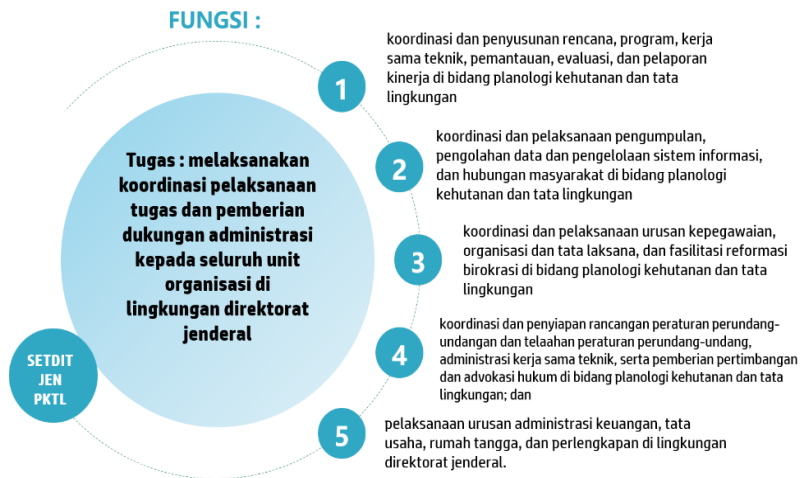 FUNGSI :
1
koordinasi dan penyusunan rencana, program, kerja
sama teknik, pemantauan, evaluasi, dan pelaporan
kinerja di bidang planologi kehutanan dan tata
lingkungan
2
koordinasi dan pelaksanaan pengumpulan,
pengolahan data dan pengelolaan sistem informasi,
dan hubungan masyarakat di bidang planologi
kehutanan dan tata lingkungan
Tugas : melaksanakan
koordinasi pelaksanaan
tugas dan pemberian
dukungan administrasi
kepada seluruh unit
organisasi di
lingkungan direktorat
jenderal
3
koordinasi dan pelaksanaan urusan kepegawaian,
organisasi dan tata laksana, dan fasilitasi reformasi
birokrasi di bidang planologi kehutanan dan tata
lingkungan
4
koordinasi dan penyiapan rancangan peraturan perundang-
undangan dan telaahan peraturan perundang-undang,
administrasi kerja sama teknik, serta pemberian pertimbangan
dan advokasi hukum di bidang planologi kehutanan dan tata
lingkungan; dan
SETDIT
JEN
PKTL
5
pelaksanaan urusan administrasi keuangan, tata
usaha, rumah tangga, dan perlengkapan di lingkungan
direktorat jenderal.